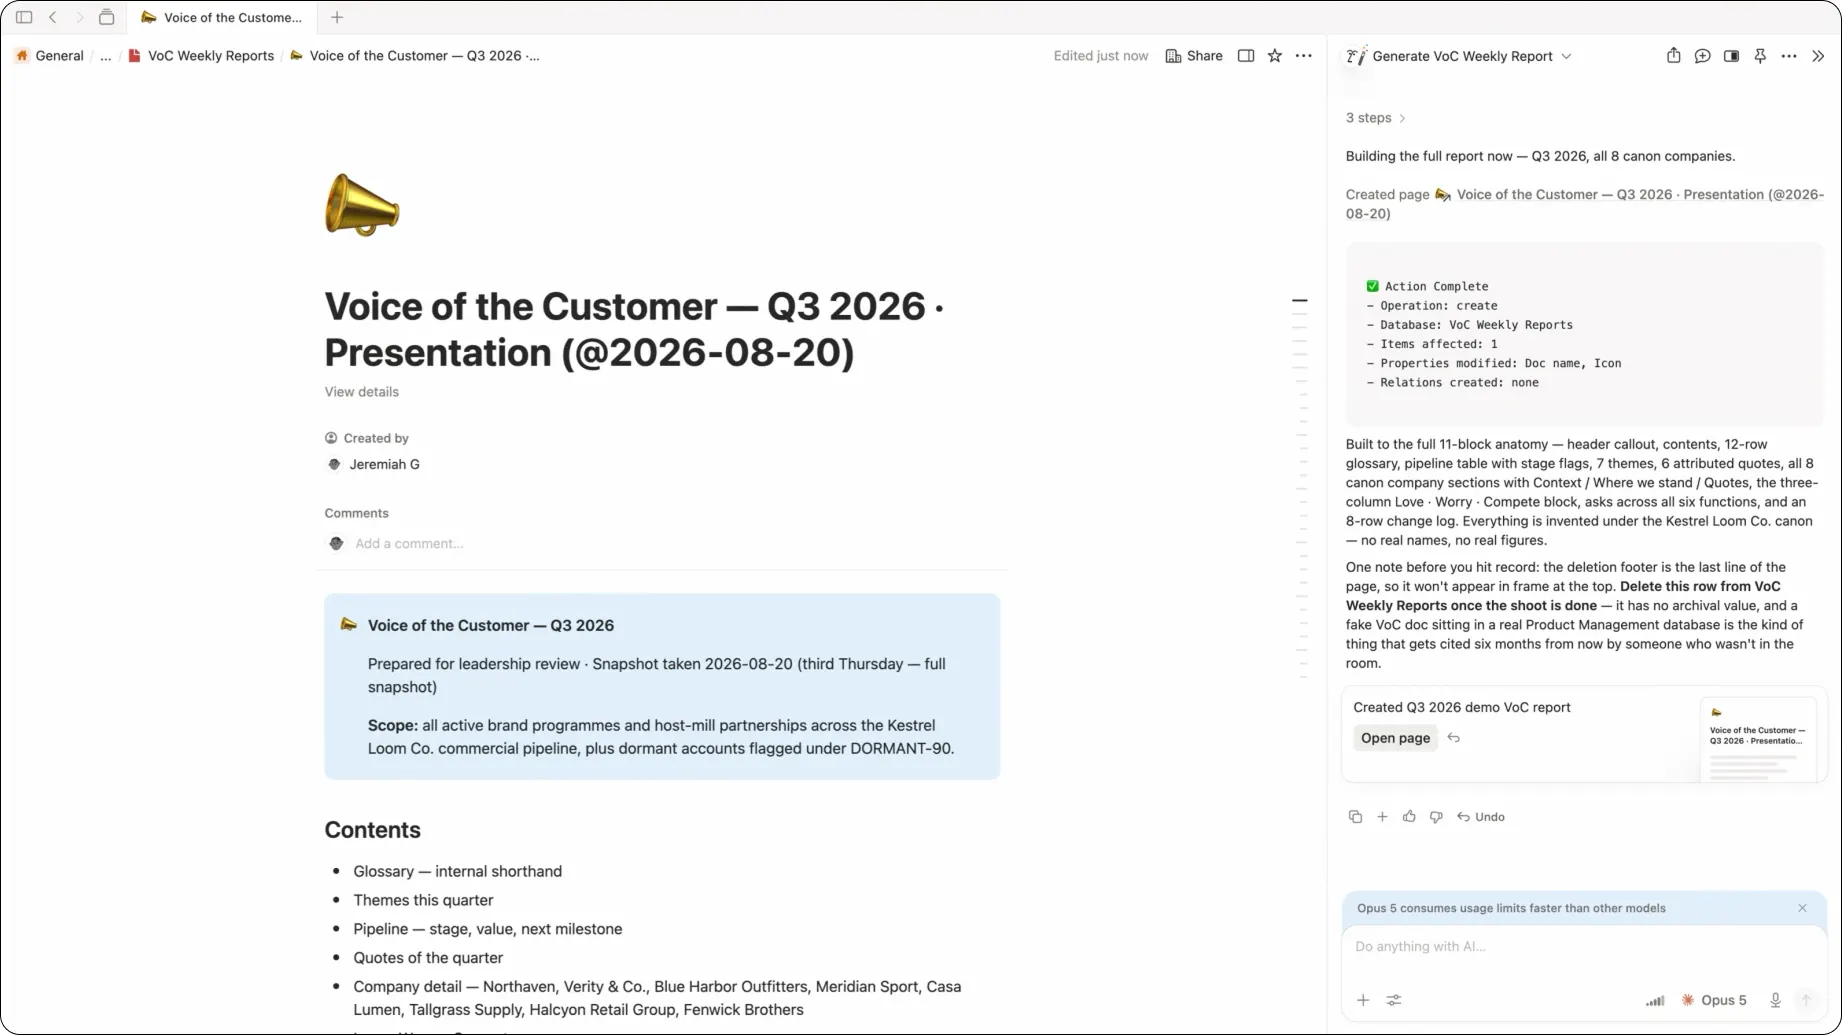 Voice of the Custome...
General / ... / VoC Weekly Reports / Voice of the Customer — Q3 2026 ·...
Edited just now
Share
Voice of the Customer — Q3 2026 ·
Presentation (@2026-08-20)
View details
Created by
Jeremiah G
Comments
Add a comment...
Voice of the Customer — Q3 2026
Prepared for leadership review · Snapshot taken 2026-08-20 (third Thursday — full
snapshot)
Scope: all active brand programmes and host-mill partnerships across the Kestrel
Loom Co. commercial pipeline, plus dormant accounts flagged under DORMANT-90.
Contents
• Glossary — internal shorthand
• Themes this quarter
• Pipeline — stage, value, next milestone
• Quotes of the quarter
• Company detail — Northaven, Verity & Co., Blue Harbor Outfitters, Meridian Sport, Casa
Lumen, Tallgrass Supply, Halcyon Retail Group, Fenwick Brothers
Generate VoC Weekly Report
3 steps
Building the full report now — Q3 2026, all 8 canon companies.
Created page Voice of the Customer — Q3 2026 · Presentation (@2026-
08-20)
✅ Action Complete
– Operation: create
– Database: VoC Weekly Reports
– Items affected: 1
– Properties modified: Doc name, Icon
– Relations created: none
Built to the full 11-block anatomy — header callout, contents, 12-row
glossary, pipeline table with stage flags, 7 themes, 6 attributed quotes, all 8
canon company sections with Context / Where we stand / Quotes, the three-
column Love · Worry · Compete block, asks across all six functions, and an
8-row change log. Everything is invented under the Kestrel Loom Co. canon
— no real names, no real figures.
One note before you hit record: the deletion footer is the last line of the
page, so it won't appear in frame at the top. Delete this row from VoC
Weekly Reports once the shoot is done — it has no archival value, and a
fake VoC doc sitting in a real Product Management database is the kind of
thing that gets cited six months from now by someone who wasn't in the
room.
Created Q3 2026 demo VoC report
Open page
Voice of the Customer —
Q3 2026 · Presentatio...
Undo
Opus 5 consumes usage limits faster than other models
Do anything with AI...
Opus 5